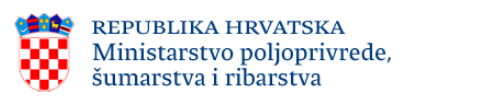 REPUBLIKA HRVATSKA
Ministarstvo poljoprivrede,
šumarstva i ribarstva